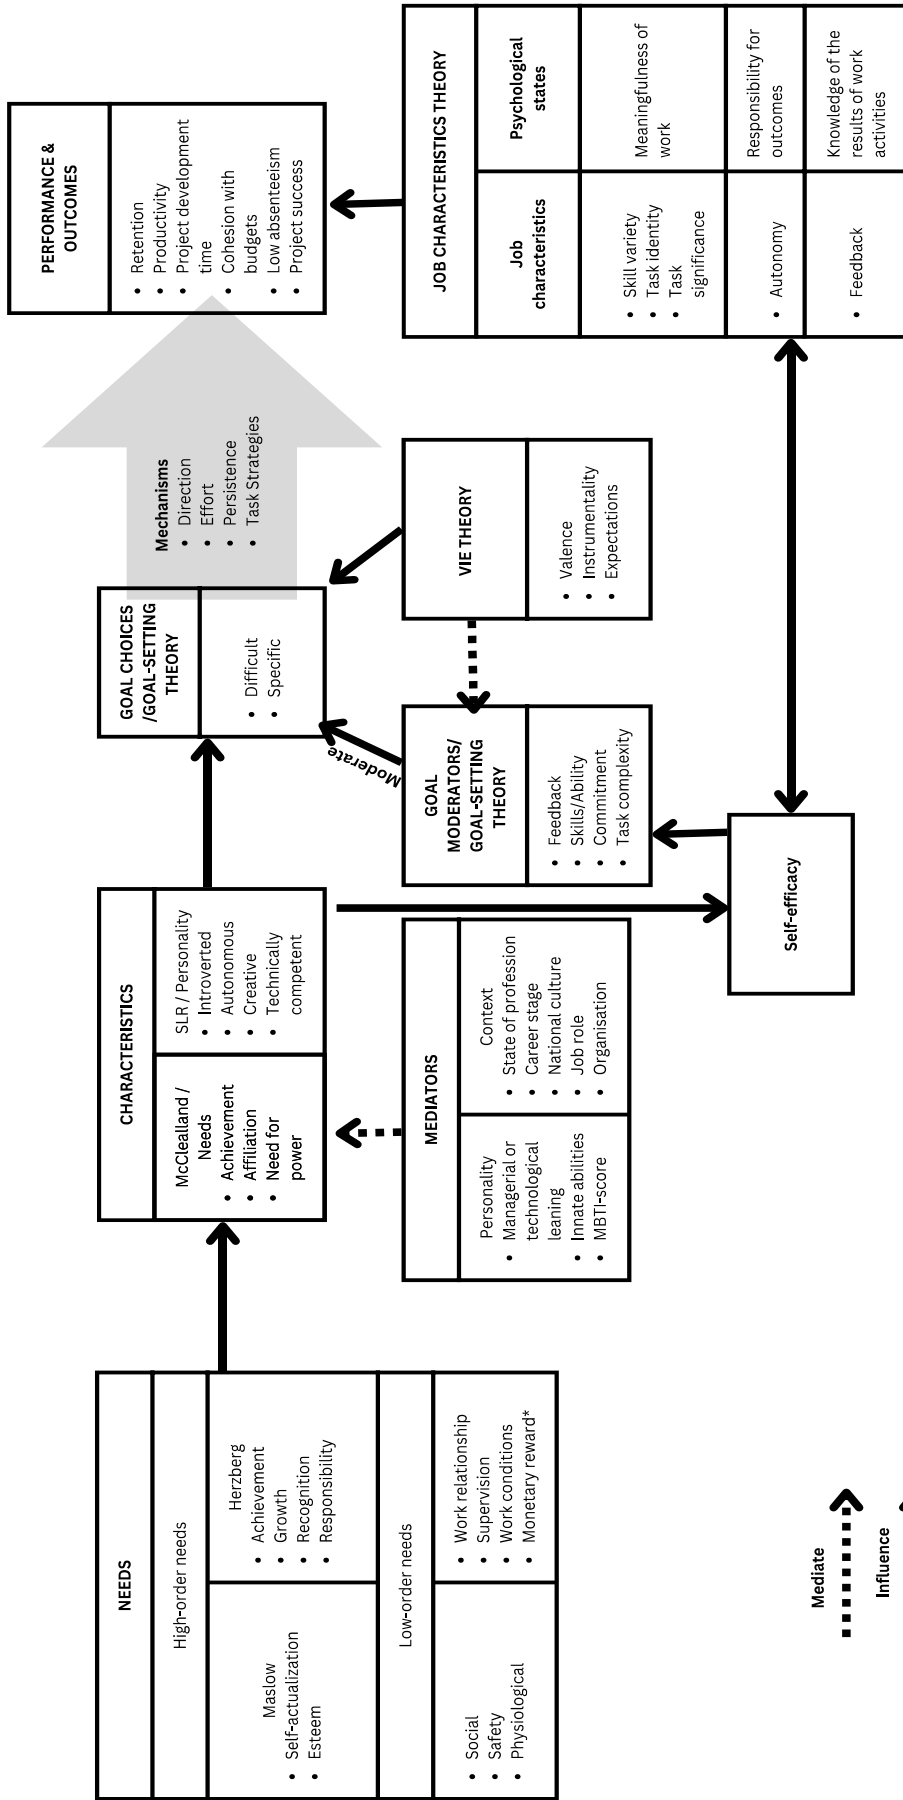 NEEDS
High-order needs
Maslow
• Self-actualization
• Esteem
Herzberg
• Achievement
• Growth
• Recognition
• Responsibility
Low-order needs
• Social
• Safety
• Physiological
• Work relationship
• Supervision
• Work conditions
• Monetary reward*
CHARACTERISTICS
McClealland /
Needs
• Achievement
• Affiliation
• Need for
power
SLR / Personality
• Introverted
• Autonomous
• Creative
• Technically
competent
MEDIATORS
Personality
• Managerial or
technological
leaning
• Innate abilities
• MBTI-score
Context
• State of profession
• Career stage
• National culture
• Job role
• Organisation
GOAL CHOICES
/GOAL-SETTING
THEORY
• Difficult
• Specific
Moderate
GOAL
MODERATORS/
GOAL-SETTING
THEORY
• Feedback
• Skills/Ability
• Commitment
• Task complexity
Self-efficacy
Mechanisms
• Direction
• Effort
• Persistence
• Task Strategies
VIE THEORY
• Valence
• Instrumentality
• Expectations
PERFORMANCE &
OUTCOMES
• Retention
• Productivity
• Project development
time
• Cohesion with
budgets
• Low absenteeism
• Project success
JOB CHARACTERISTICS THEORY
Job
characteristics
Psychological
states
• Skill variety
• Task identity
• Task
significance
Meaningfulness of
work
• Autonomy
Responsibility for
outcomes
• Feedback
Knowledge of the
results of work
activities
Mediate
Influence